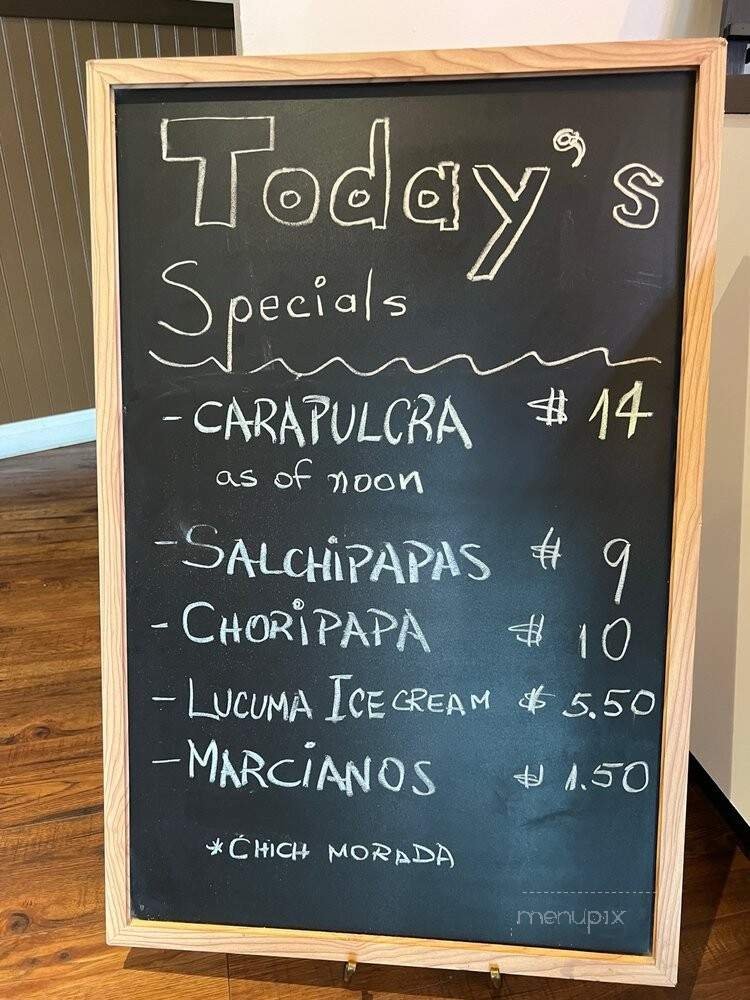 Today's
Specials
- CARAPULCRA $ 14
as of noon
- SALCHiPAPAS $ 9
- CHORiPAPA $ 10
- LUCUMA ICE CREAM $ 5.50
- MARCiANOS $ 1.50
*CHICH MORADA
menupix